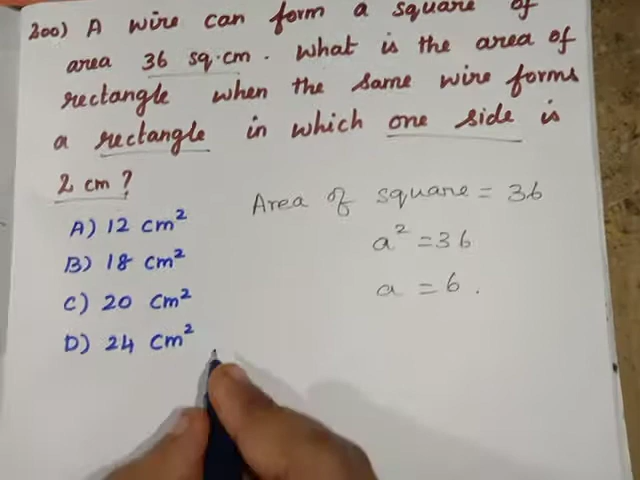 200) A wire can form a square of
area 36 sq.cm. What is the area of
rectangle when the same wire forms
a rectangle in which one side is
2 cm?
A) 12 cm²
B) 18 cm²
C) 20 cm²
D) 24 cm²
Area of square = 36
a² = 36
a = 6.